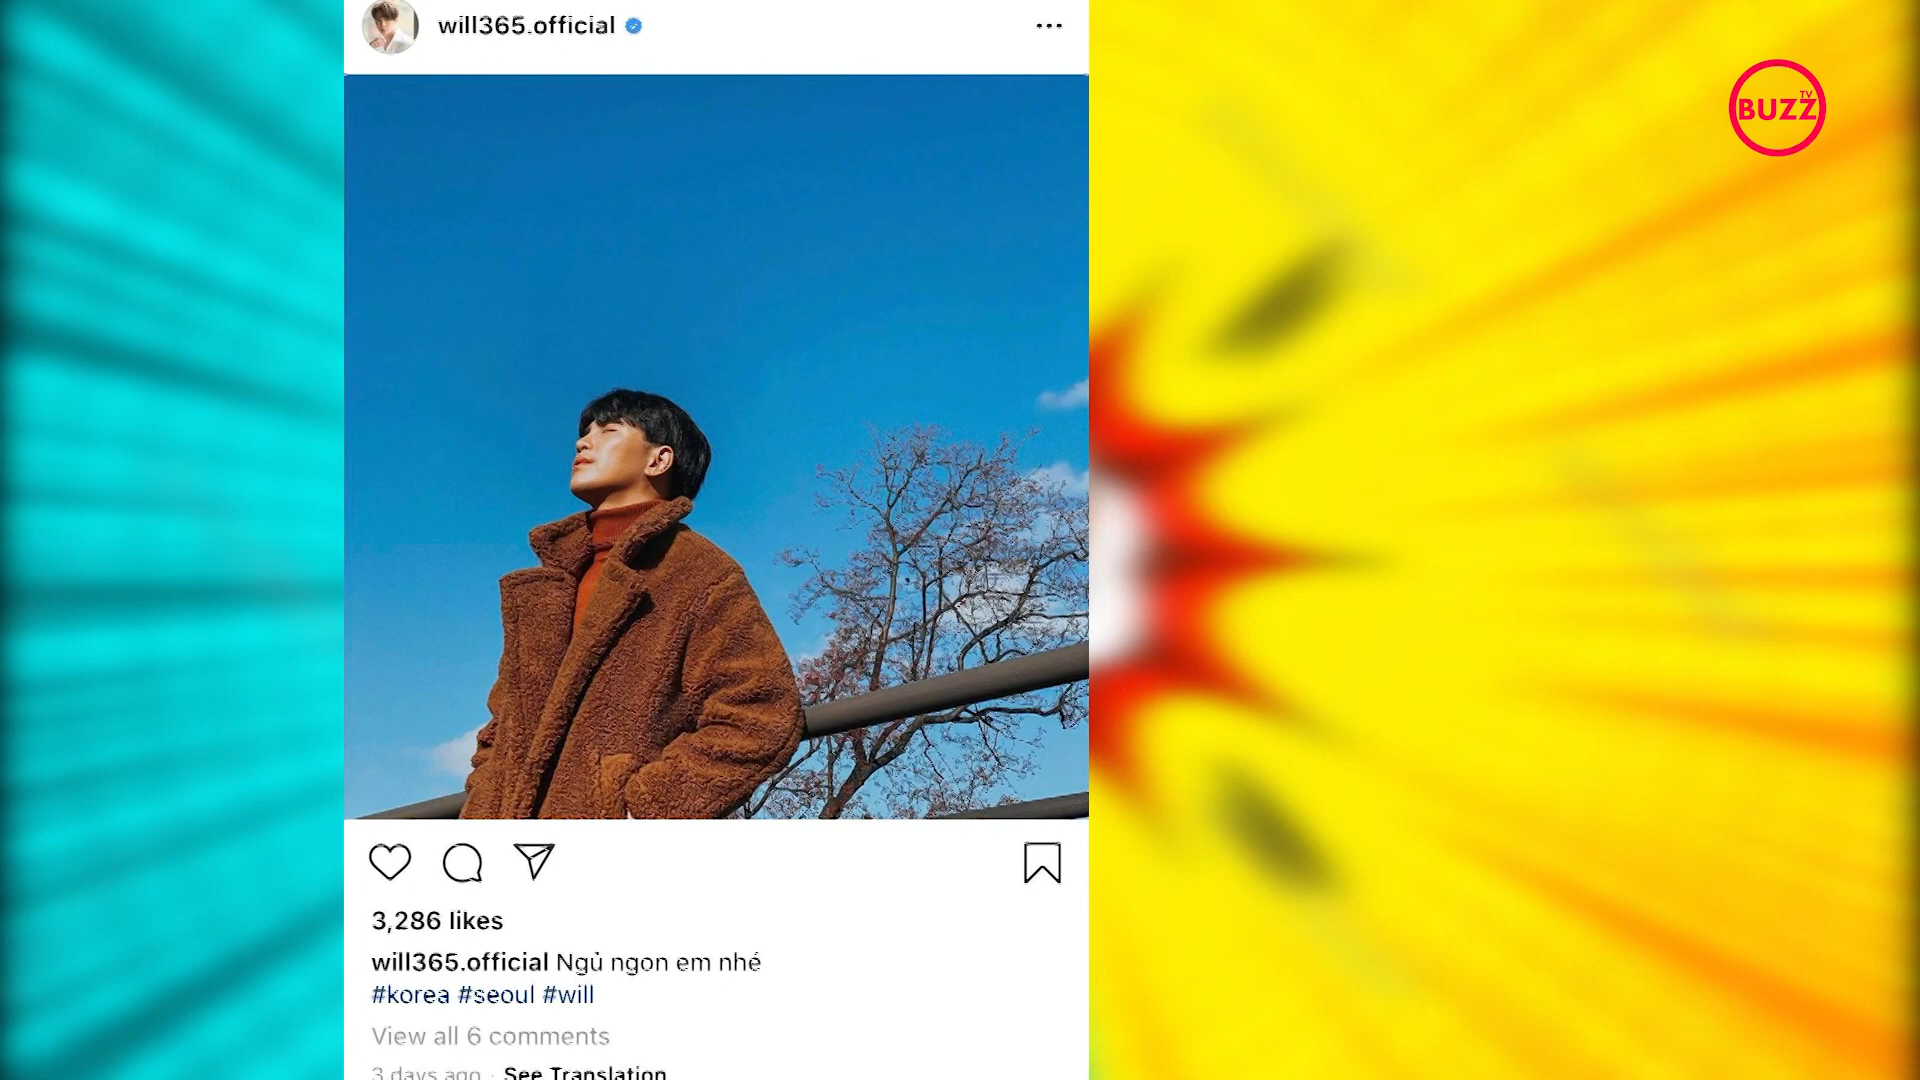 will365.official
BUZZ TV
3,286 likes
will365.official Ngủ ngon em nhé
#korea #seoul #will
View all 6 comments
3 days ago · See Translation